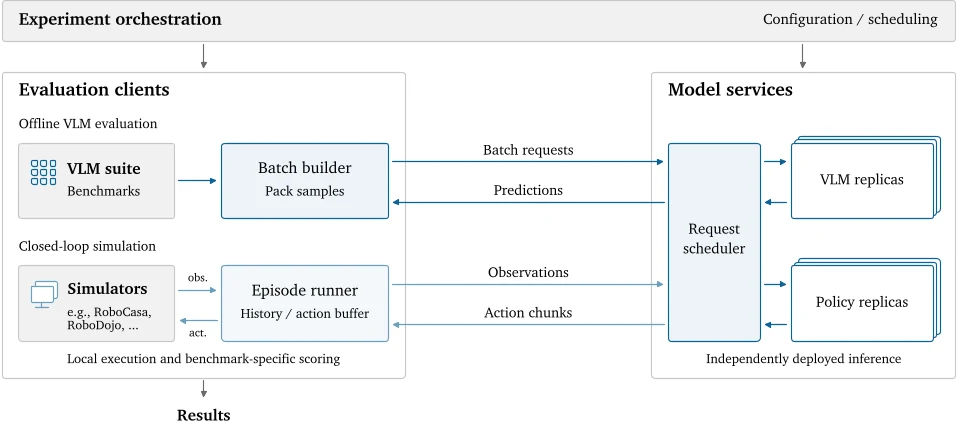 Experiment orchestration
Configuration / scheduling
Evaluation clients
Offline VLM evaluation
VLM suite
Benchmarks
Batch builder
Pack samples
Closed-loop simulation
Simulators
e.g., RoboCasa,
RoboDojo, ...
obs.
act.
Episode runner
History / action buffer
Local execution and benchmark-specific scoring
Results
Batch requests
Predictions
Observations
Action chunks
Model services
Request
scheduler
VLM replicas
Policy replicas
Independently deployed inference